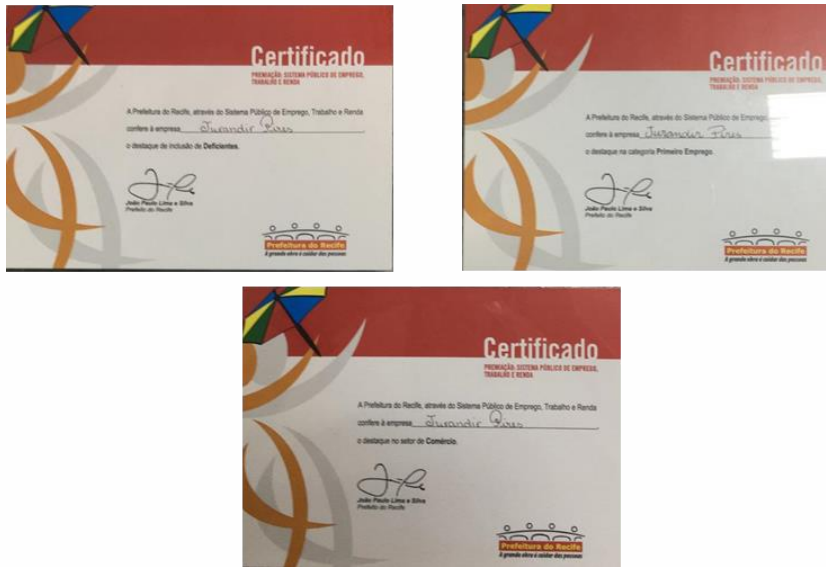 Certificado
PREMIAÇÃO: SISTEMA PÚBLICO DE EMPREGO,
TRABALHO E RENDA
A Prefeitura do Recife, através do Sistema Público de Emprego, Trabalho e Renda
confere à empresa Jurandir Pires
o destaque de inclusão de Deficientes.
João Paulo Lima e Silva
Prefeito do Recife
Prefeitura do Recife
A grande obra é cuidar das pessoas
Certificado
PREMIAÇÃO: SISTEMA PÚBLICO DE EMPREGO,
TRABALHO E RENDA
A Prefeitura do Recife, através do Sistema Público de Emprego,
confere à empresa Jurandir Pires
o destaque na categoria Primeiro Emprego.
João Paulo Lima e Silva
Prefeito do Recife
Prefeitura do Recife
A grande obra é cuidar das pessoas
Certificado
PREMIAÇÃO: SISTEMA PÚBLICO DE EMPREGO,
TRABALHO E RENDA
A Prefeitura do Recife, através do Sistema Público de Emprego, Trabalho e Renda
confere à empresa Jurandir Pires
o destaque no setor de Comércio.
João Paulo Lima e Silva
Prefeito do Recife
Prefeitura do Recife
A grande obra é cuidar das pessoas